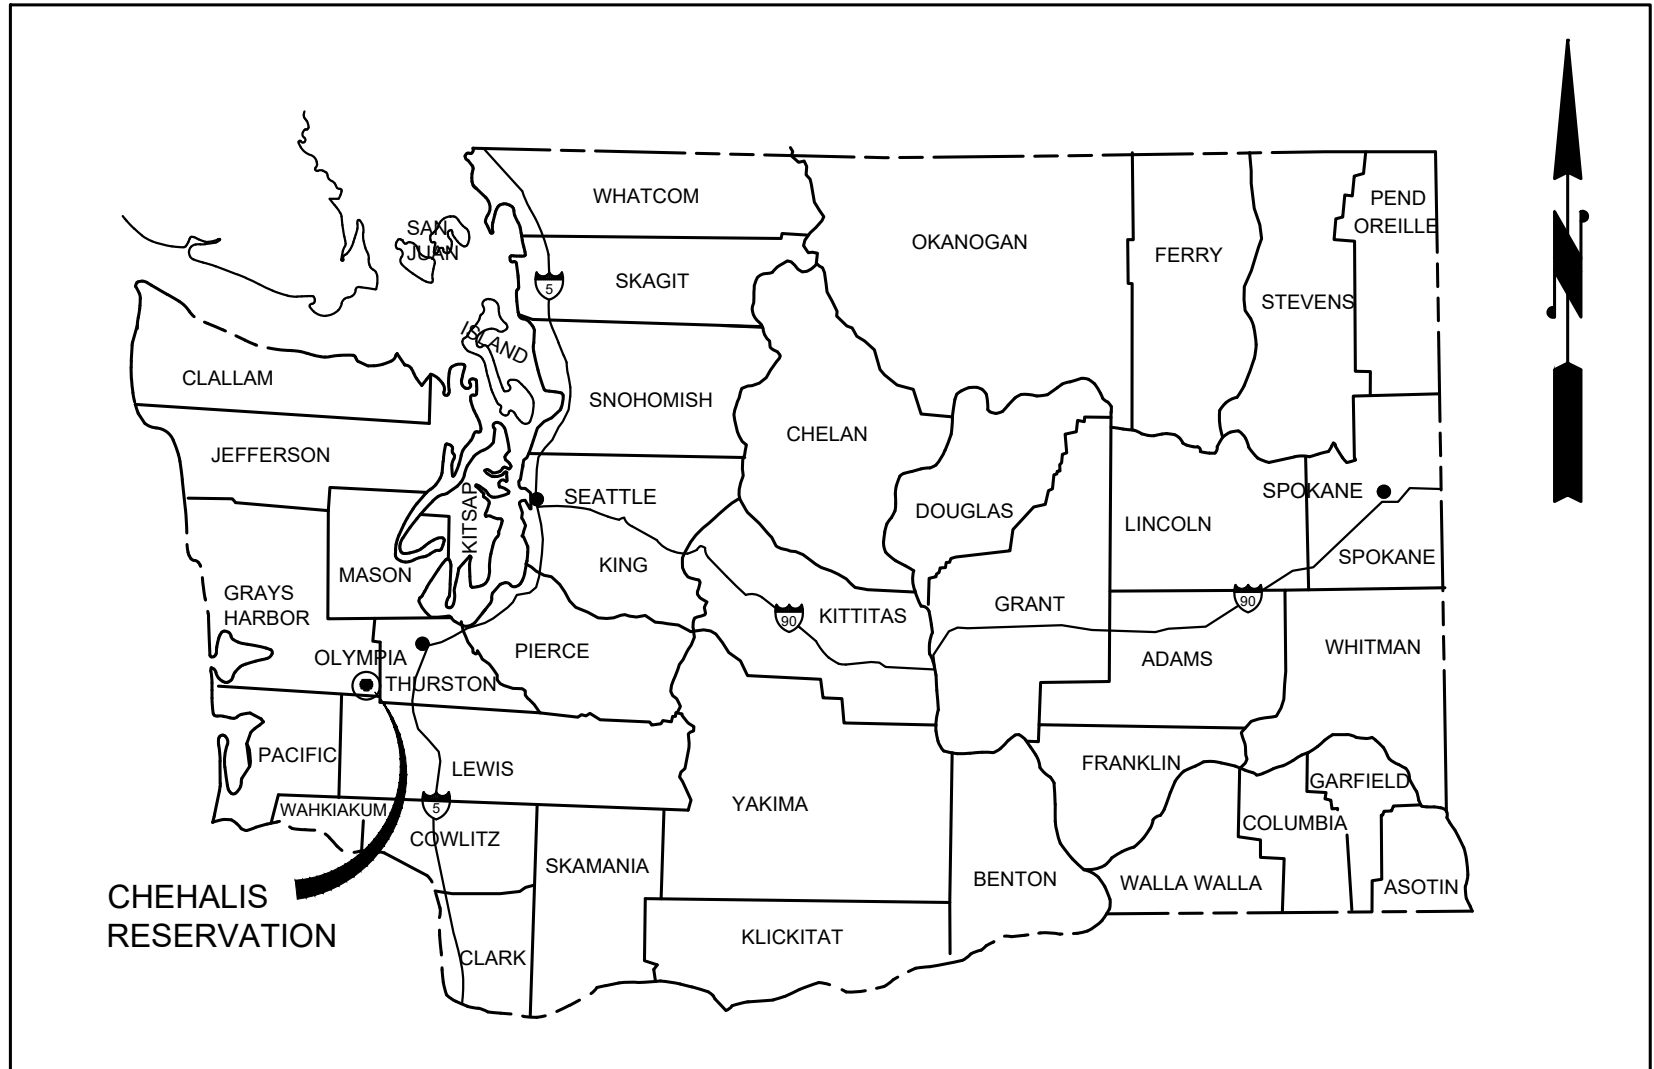 WHATCOM
PEND
OREILLE
SAN
JUAN
OKANOGAN
FERRY
SKAGIT
5
STEVENS
ISLAND
CLALLAM
SNOHOMISH
CHELAN
JEFFERSON
SEATTLE
SPOKANE
DOUGLAS
LINCOLN
KITSAP
SPOKANE
KING
MASON
GRAYS
HARBOR
90
KITTITAS
GRANT
90
OLYMPIA
PIERCE
ADAMS
WHITMAN
THURSTON
PACIFIC
LEWIS
FRANKLIN
GARFIELD
WAHKIAKUM
5
YAKIMA
COLUMBIA
COWLITZ
SKAMANIA
BENTON
WALLA WALLA
ASOTIN
CHEHALIS
RESERVATION
KLICKITAT
CLARK